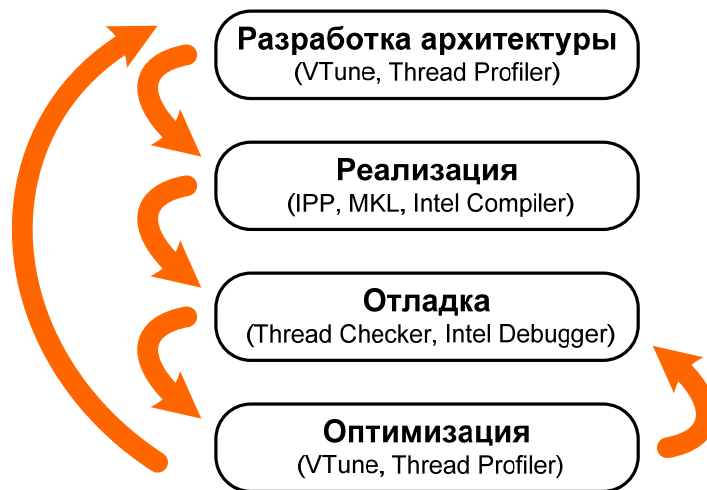 Разработка архитектуры
(VTune, Thread Profiler)
Реализация
(IPP, MKL, Intel Compiler)
Отладка
(Thread Checker, Intel Debugger)
Оптимизация
(VTune, Thread Profiler)